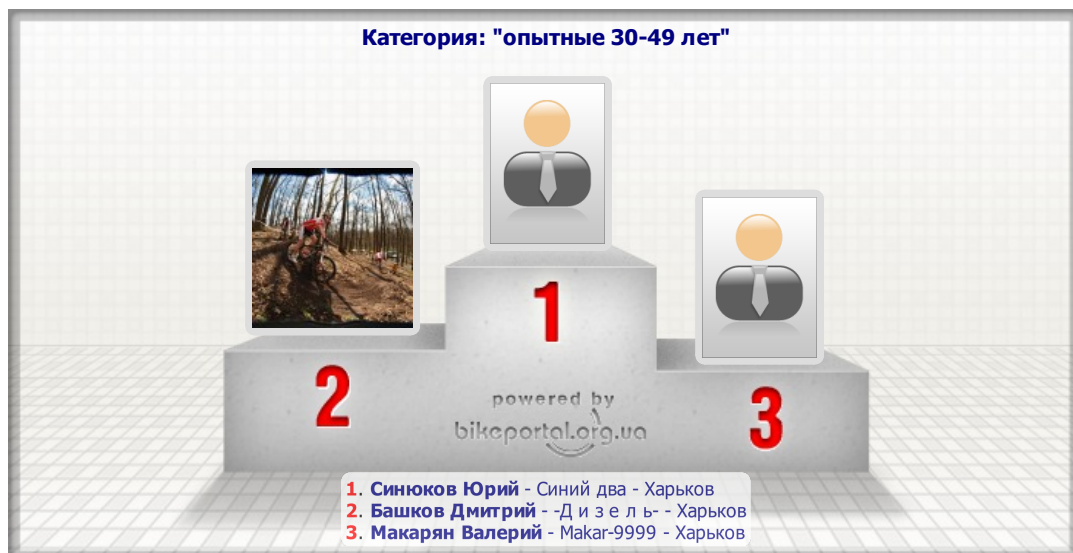 Категория: "опытные 30-49 лет"
1
2
3
powered by
bikeportal.org.ua
1. Синюков Юрий - Синий два - Харьков
2. Башков Дмитрий - -Д и з е л ь- - Харьков
3. Макарян Валерий - Makar-9999 - Харьков